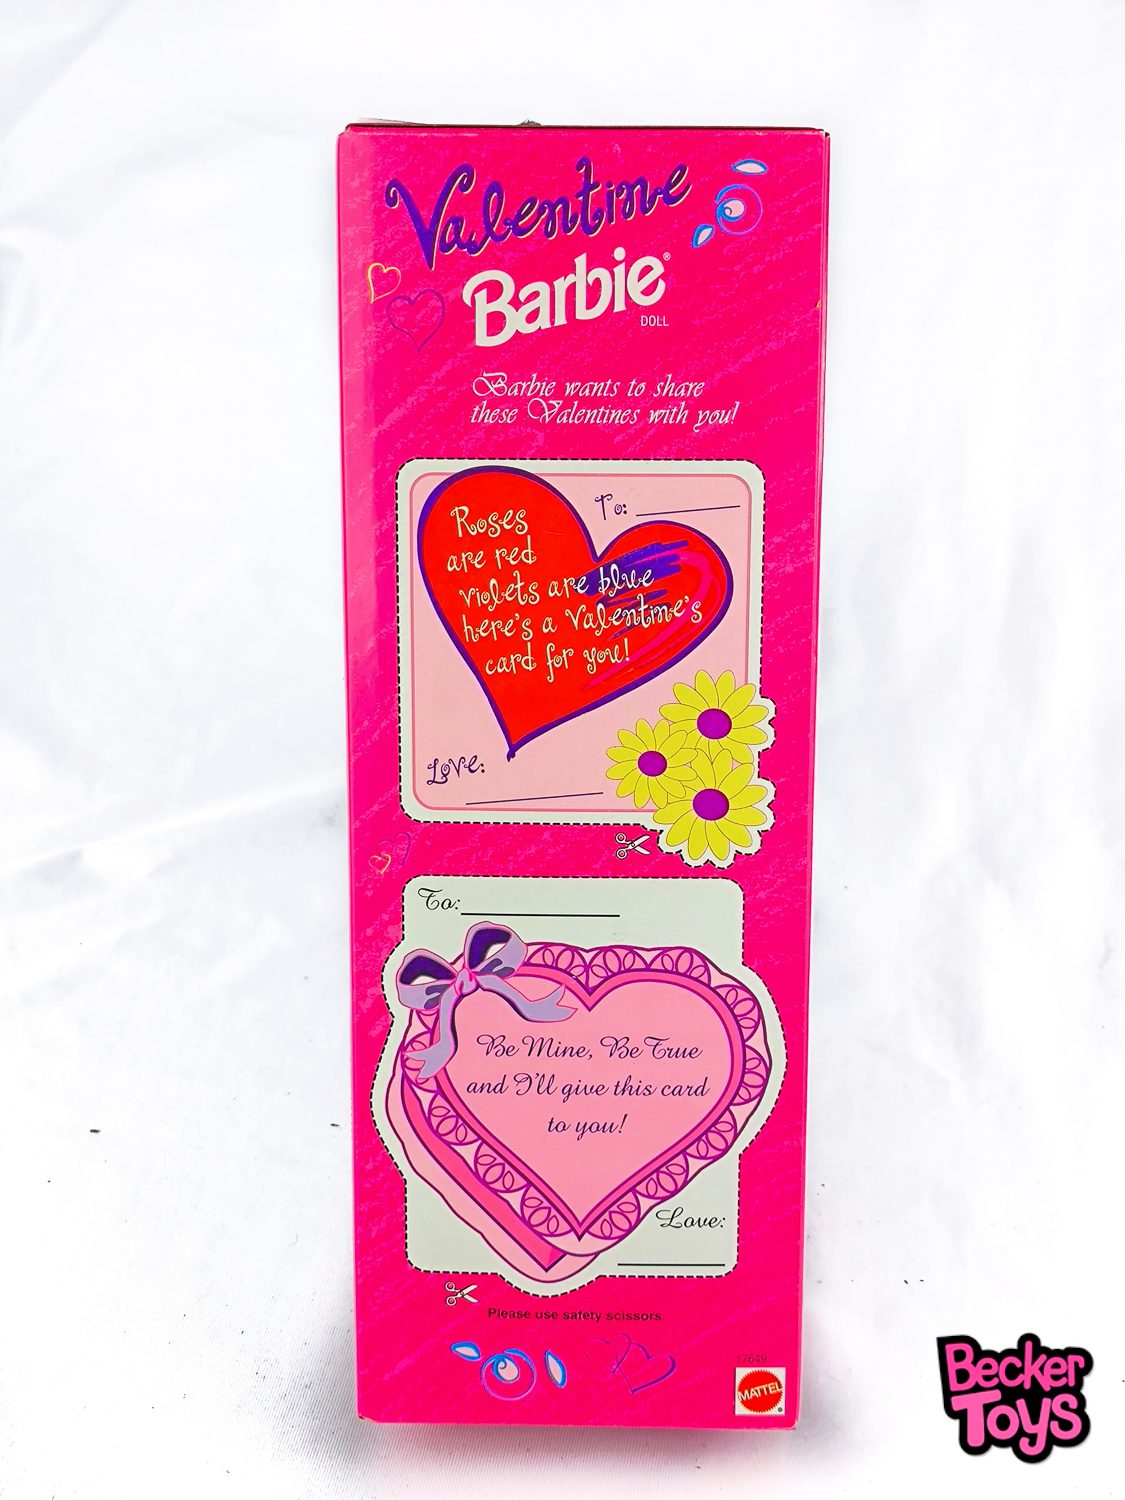 Valentine
Barbie®
DOLL
Barbie wants to share
these Valentines with you!
To:
Roses
are red
violets are blue
here's a Valentine's
card for you!
Love:
To:
Be Mine, Be True
and I'll give this card
to you!
Love:
Please use safety scissors.
17649
MATTEL®
Becker
Toys